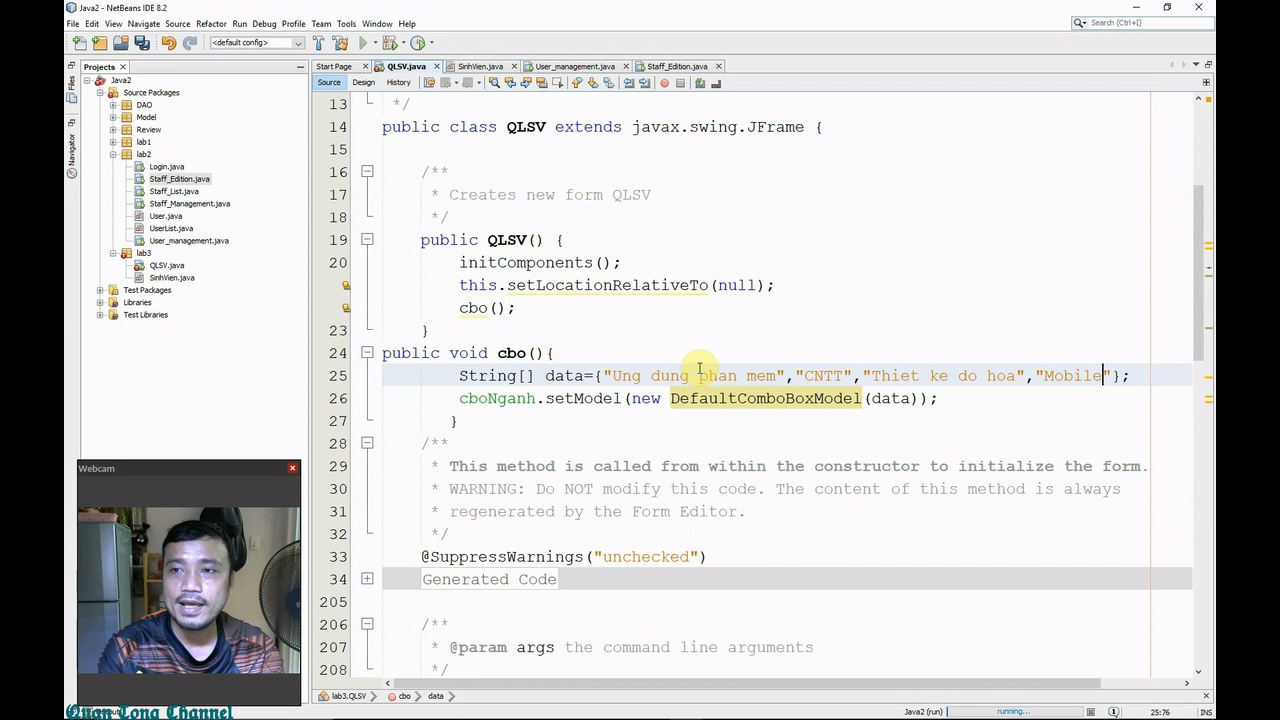 Java2 - NetBeans IDE 8.2
File Edit View Navigate Source Refactor Run Debug Profile Team Tools Window Help
<default config>
Search (Ctrl+I)
Projects
Start Page QLSV.java SinhVien.java User_management.java Staff_Edition.java
Source Design History
Files
Navigator
Java2
Source Packages
DAO
Model
Review
lab1
lab2
Login.java
Staff_Edition.java
Staff_List.java
Staff_Management.java
User.java
UserList.java
User_management.java
lab3
QLSV.java
SinhVien.java
Test Packages
Libraries
Test Libraries
13 */
14 public class QLSV extends javax.swing.JFrame {
15
16 /**
17 * Creates new form QLSV
18 */
19 public QLSV() {
20 initComponents();
this.setLocationRelativeTo(null);
cbo();
23 }
24 public void cbo(){
25 String[] data={"Ung dung phan mem","CNTT","Thiet ke do hoa","Mobile"};
26 cboNganh.setModel(new DefaultComboBoxModel(data));
27 }
28 /**
29 * This method is called from within the constructor to initialize the form.
30 * WARNING: Do NOT modify this code. The content of this method is always
31 * regenerated by the Form Editor.
32 */
33 @SuppressWarnings("unchecked")
34 Generated Code
205
206 /**
207 * @param args the command line arguments
208 */
Webcam
Quan Tong Channel
lab3.QLSV cbo data
Java2 (run) running... 1 25:76 INS